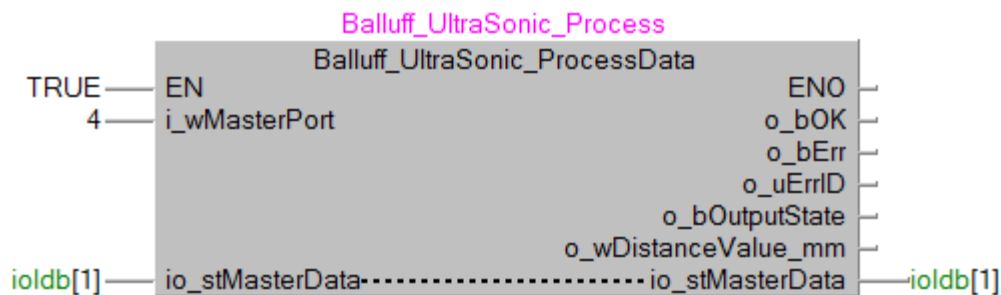 Balluff_UltraSonic_Process
Balluff_UltraSonic_ProcessData
TRUE EN ENO
4 i_wMasterPort o_bOK
o_bErr
o_uErrID
o_bOutputState
o_wDistanceValue_mm
ioldb[1] io_stMasterData io_stMasterData ioldb[1]